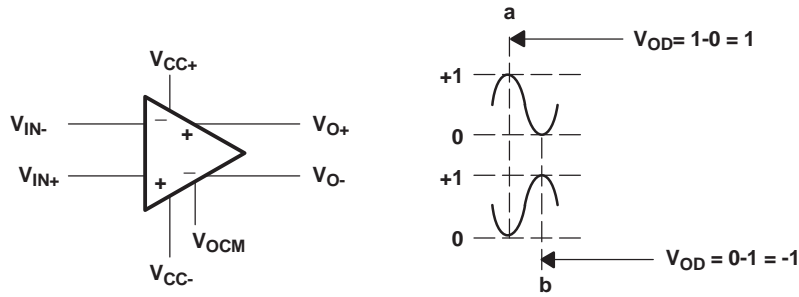 a
V_OD= 1-0 = 1
V_CC+
+1
V_IN-
–
+
V_O+
0
V_IN+
+
–
V_O-
+1
V_OCM
0
V_CC-
V_OD = 0-1 = -1
b